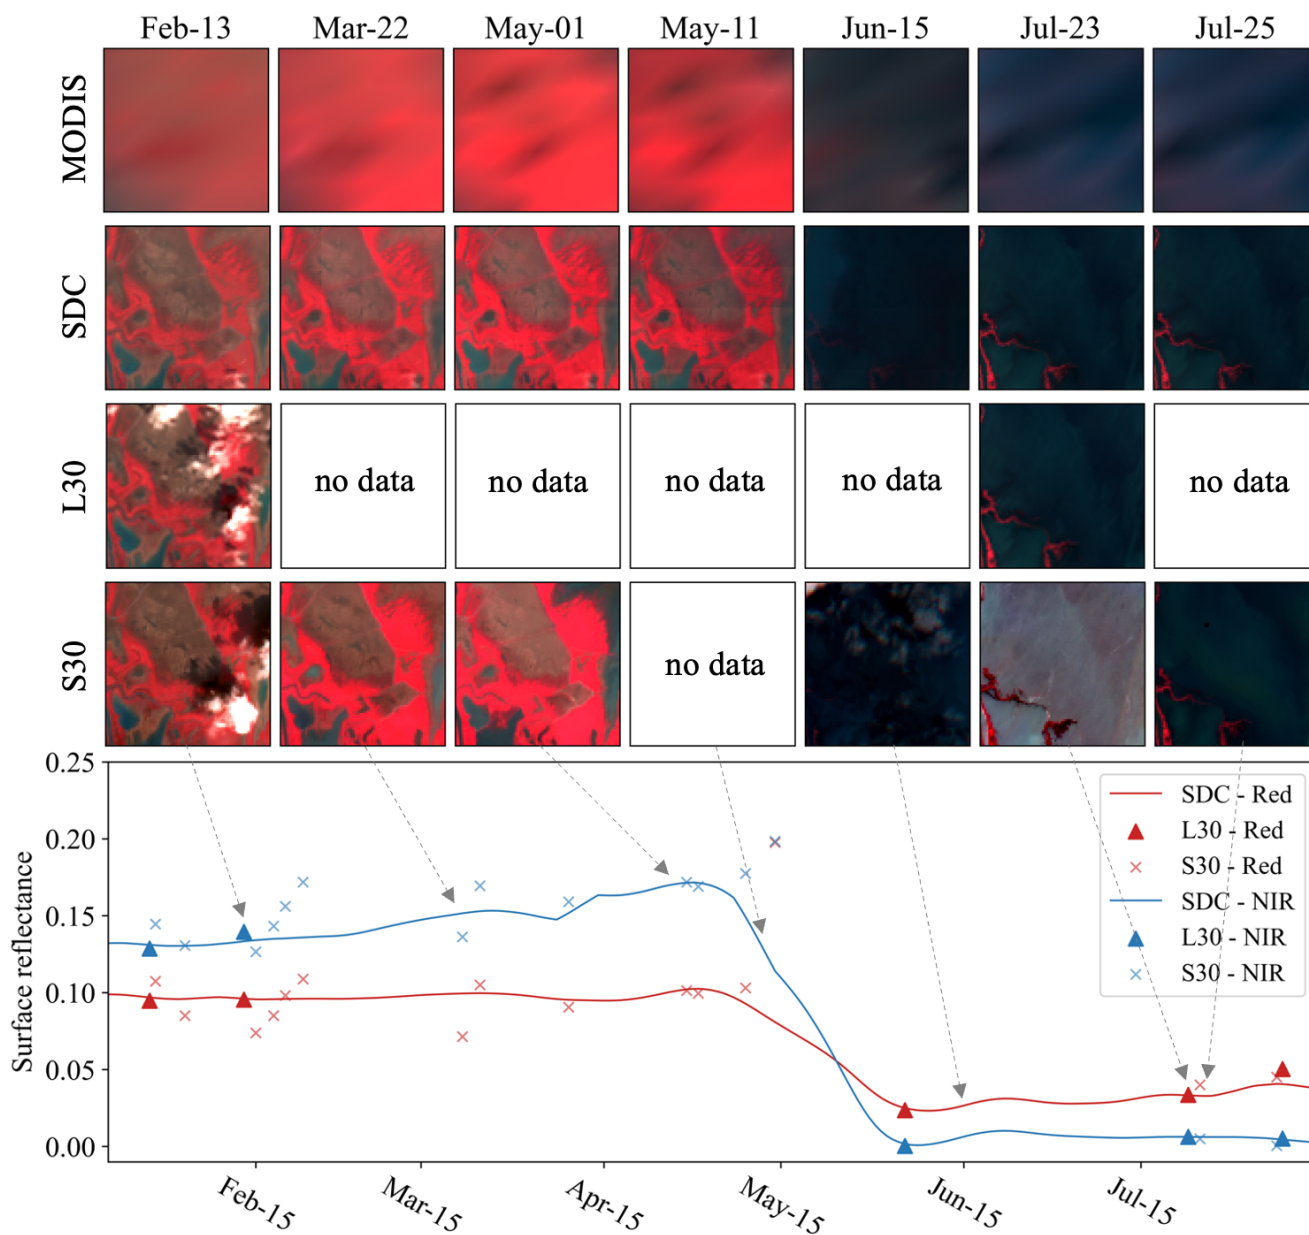 Feb-13 Mar-22 May-01 May-11 Jun-15 Jul-23 Jul-25
MODIS
SDC
L30
no data no data no data no data no data
S30
no data
0.25
0.20
0.15
0.10
0.05
0.00
Surface reflectance
SDC - Red
L30 - Red
S30 - Red
SDC - NIR
L30 - NIR
S30 - NIR
Feb-15 Mar-15 Apr-15 May-15 Jun-15 Jul-15